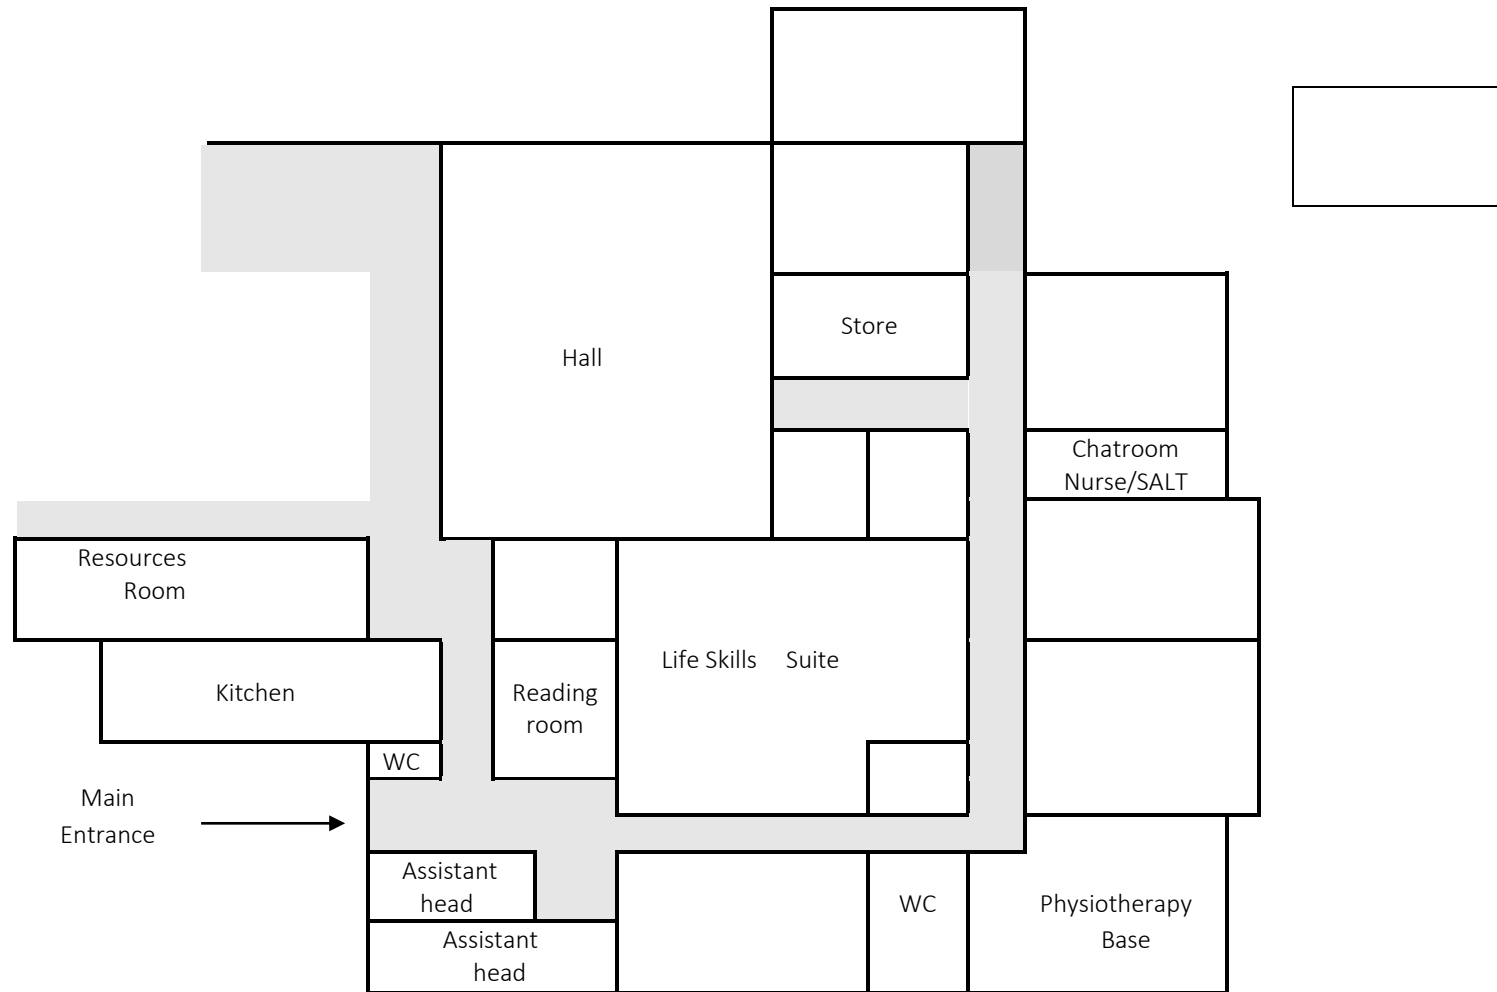 Store
Hall
Chatroom
Nurse/SALT
Resources
Room
Life Skills Suite
Kitchen
Reading
room
WC
Main
Entrance
Assistant
head
WC
Physiotherapy
Base
Assistant
head